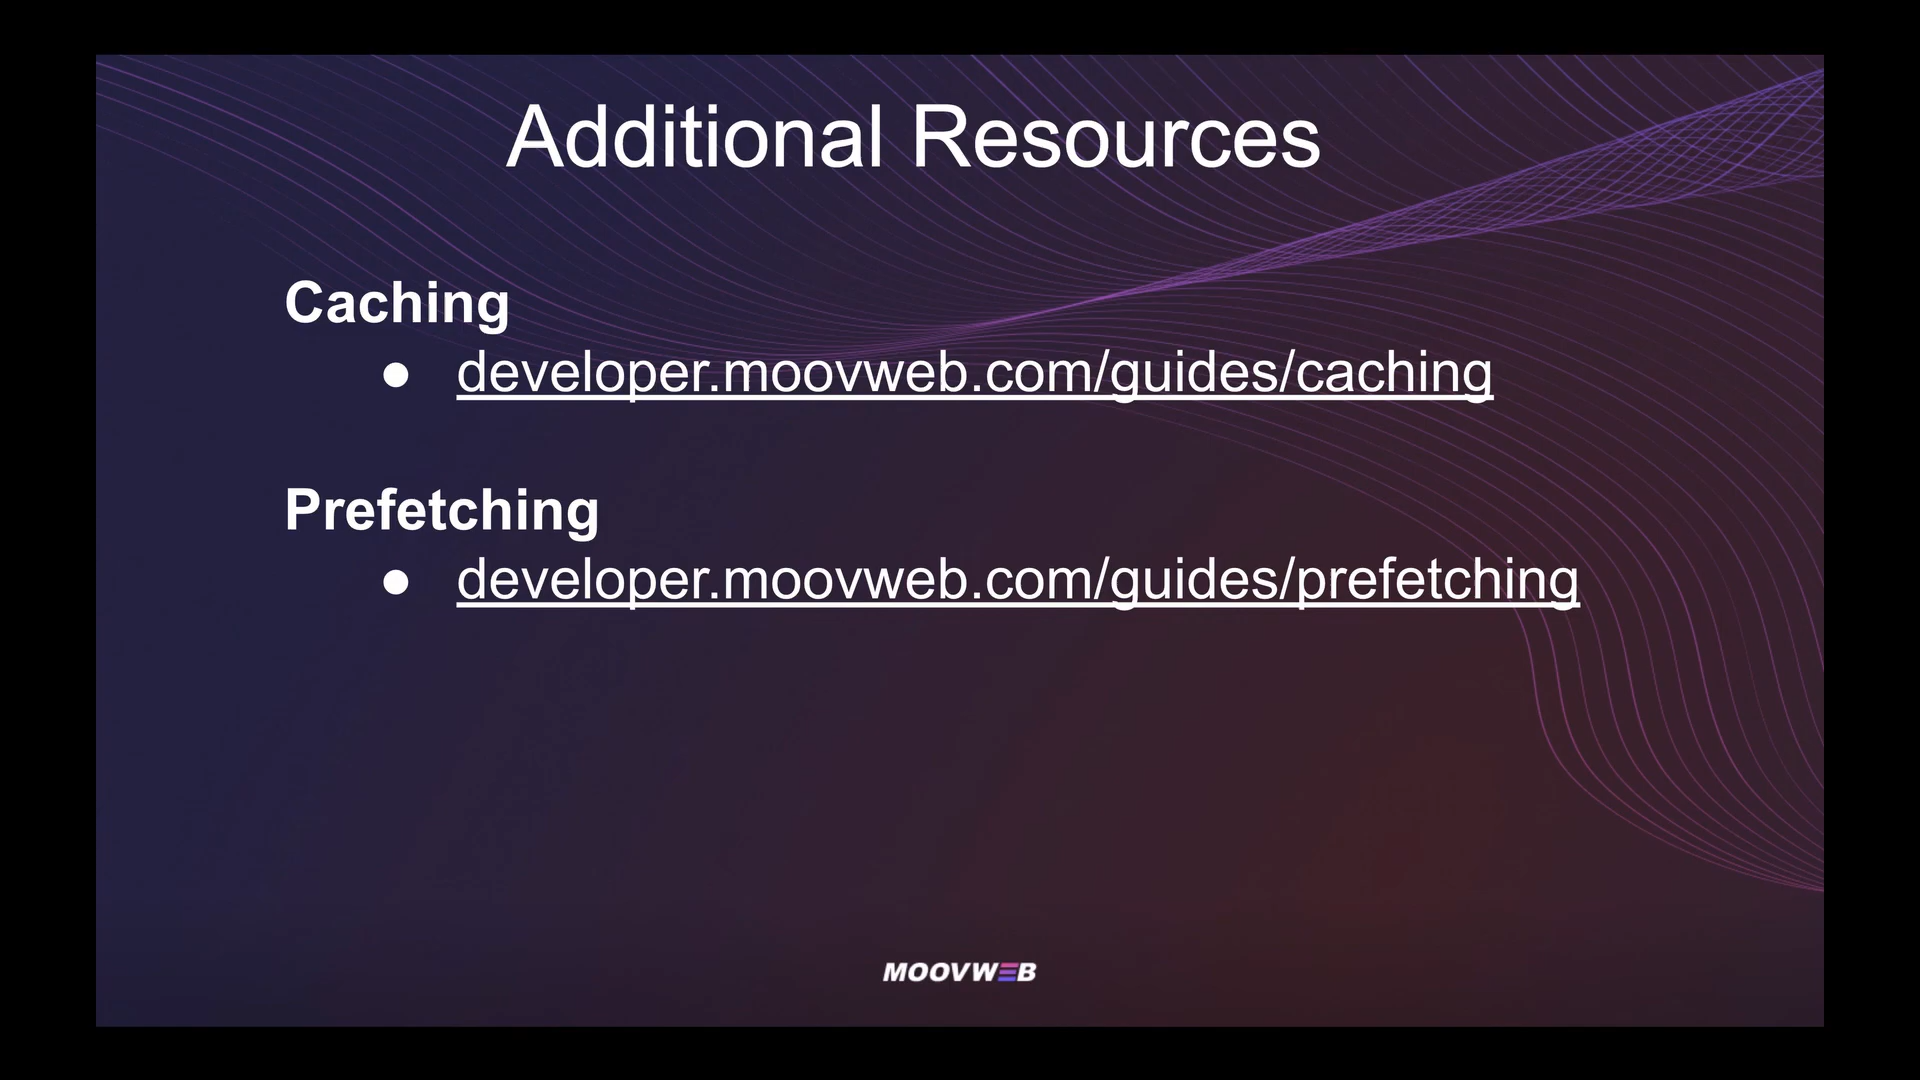 Additional Resources
Caching
● developer.moovweb.com/guides/caching
Prefetching
● developer.moovweb.com/guides/prefetching
MOOVWEB